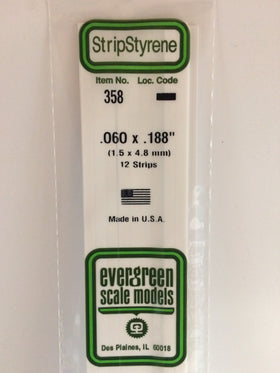 StripStyrene
Item No. Loc. Code
358
.060 x .188"
(1.5 x 4.8 mm)
12 Strips
Made in U.S.A.
evergreen
scale models
Des Plaines, IL 60018